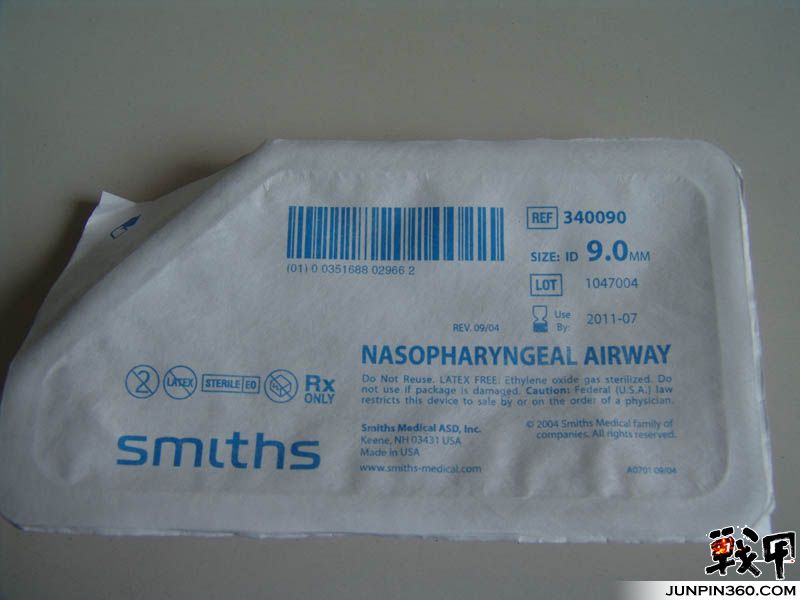 REF 340090
(01) 0 0351688 02966 2
SIZE: ID 9.0MM
LOT 1047004
Use By: 2011-07
REV. 09/04
NASOPHARYNGEAL AIRWAY
Do Not Reuse. LATEX FREE: Ethylene oxide gas sterilized. Do
not use if package is damaged. Caution: Federal (U.S.A.) law
restricts this device to sale by or on the order of a physician.
2 LATEX STERILE EO Rx ONLY
smiths
Smiths Medical ASD, Inc.
Keene, NH 03431 USA
Made in USA
www.smiths-medical.com
© 2004 Smiths Medical family of
companies. All rights reserved.
A0701 09/04
戰甲
JUNPIN360.COM